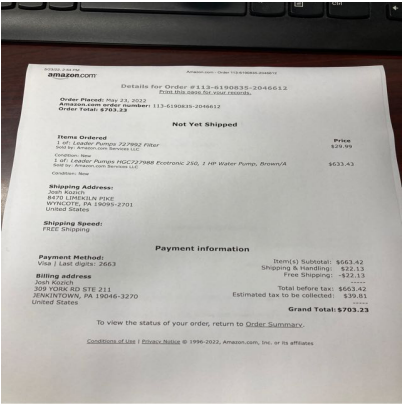 amazon.com
Amazon.com - Order 113-6190835-2046612
Details for Order #113-6190835-2046612
Print this page for your records.
Order Placed: May 23, 2022
Amazon.com order number: 113-6190835-2046612
Order Total: $703.23
Not Yet Shipped
Items Ordered Price
1 of: Leader Pumps 727992 Filter $29.99
Sold by: Amazon.com Services LLC
Condition: New
1 of: Leader Pumps HGC727988 Ecotronic 250, 1 HP Water Pump, Brown/A $633.43
Sold by: Amazon.com Services LLC
Condition: New
Shipping Address:
Josh Kozich
8470 LIMEKILN PIKE
WYNCOTE, PA 19095-2701
United States
Shipping Speed:
FREE Shipping
Payment information
Payment Method:
Visa | Last digits: 2663
Billing address
Josh Kozich
309 YORK RD STE 211
JENKINTOWN, PA 19046-3270
United States
Item(s) Subtotal: $663.42
Shipping & Handling: $22.13
Free Shipping: -$22.13
-----
Total before tax: $663.42
Estimated tax to be collected: $39.81
-----
Grand Total: $703.23
To view the status of your order, return to Order Summary.
Conditions of Use | Privacy Notice © 1996-2022, Amazon.com, Inc. or its affiliates